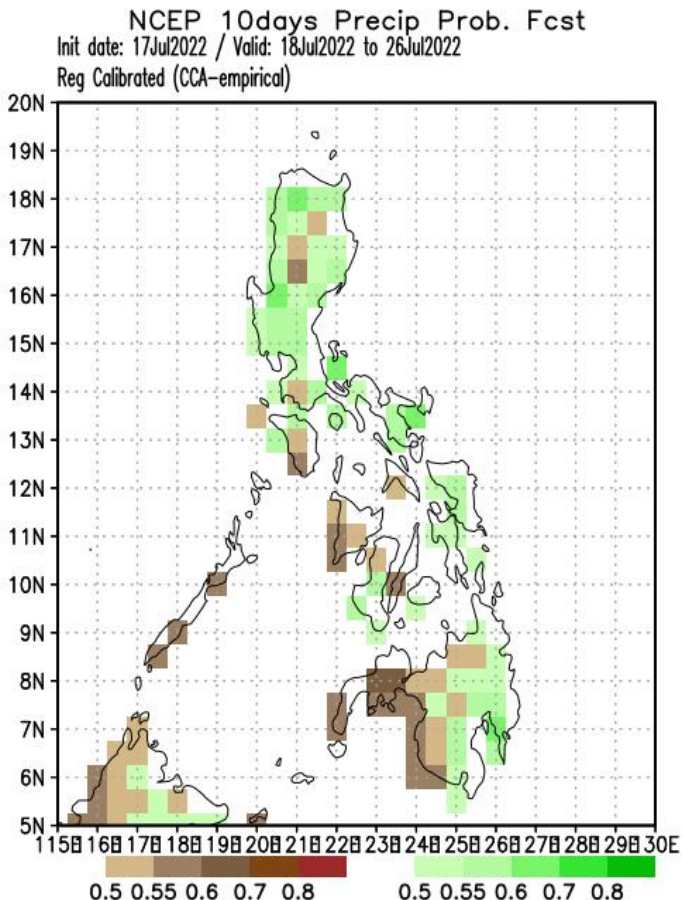 NCEP 10days Precip Prob. Fcst
Init date: 17Jul2022 / Valid: 18Jul2022 to 26Jul2022
Reg Calibrated (CCA-empirical)
20N
19N
18N
17N
16N
15N
14N
13N
12N
11N
10N
9N
8N
7N
6N
5N
115E 116E 117E 118E 119E 120E 121E 122E 123E 124E 125E 126E 127E 128E 129E 130E
0.5 0.55 0.6 0.7 0.8 0.5 0.55 0.6 0.7 0.8